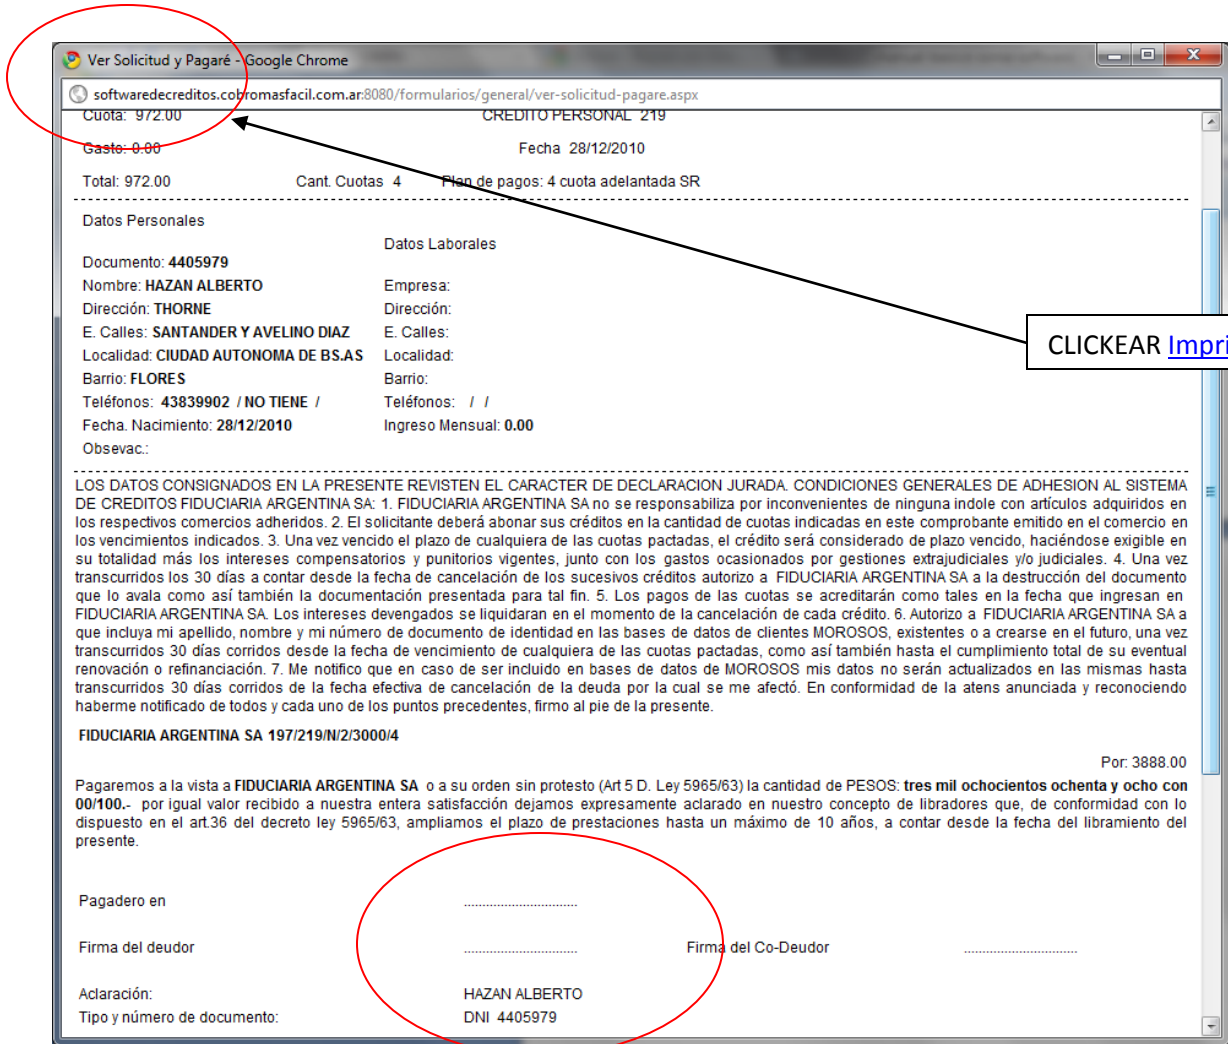 Ver Solicitud y Pagaré - Google Chrome
softwaredecreditos.cobromasfacil.com.ar:8080/formularios/general/ver-solicitud-pagare.aspx
Cuota: 972.00 CREDITO PERSONAL 219
Gasto: 0.00 Fecha 28/12/2010
Total: 972.00 Cant. Cuotas 4 Plan de pagos: 4 cuota adelantada SR
Datos Personales
Datos Laborales
Documento: 4405979
Nombre: HAZAN ALBERTO Empresa:
Dirección: THORNE Dirección:
E. Calles: SANTANDER Y AVELINO DIAZ E. Calles:
CLICKEAR Impri
Localidad: CIUDAD AUTONOMA DE BS.AS Localidad:
Barrio: FLORES Barrio:
Teléfonos: 43839902 / NO TIENE / Teléfonos: / /
Fecha. Nacimiento: 28/12/2010 Ingreso Mensual: 0.00
Obsevac.:
LOS DATOS CONSIGNADOS EN LA PRESENTE REVISTEN EL CARACTER DE DECLARACION JURADA. CONDICIONES GENERALES DE ADHESION AL SISTEMA
DE CREDITOS FIDUCIARIA ARGENTINA SA: 1. FIDUCIARIA ARGENTINA SA no se responsabiliza por inconvenientes de ninguna indole con artículos adquiridos en
los respectivos comercios adheridos. 2. El solicitante deberá abonar sus créditos en la cantidad de cuotas indicadas en este comprobante emitido en el comercio en
los vencimientos indicados. 3. Una vez vencido el plazo de cualquiera de las cuotas pactadas, el crédito será considerado de plazo vencido, haciéndose exigible en
su totalidad más los intereses compensatorios y punitorios vigentes, junto con los gastos ocasionados por gestiones extrajudiciales y/o judiciales. 4. Una vez
transcurridos los 30 días a contar desde la fecha de cancelación de los sucesivos créditos autorizo a FIDUCIARIA ARGENTINA SA a la destrucción del documento
que lo avala como así también la documentación presentada para tal fin. 5. Los pagos de las cuotas se acreditarán como tales en la fecha que ingresan en
FIDUCIARIA ARGENTINA SA. Los intereses devengados se liquidaran en el momento de la cancelación de cada crédito. 6. Autorizo a FIDUCIARIA ARGENTINA SA a
que incluya mi apellido, nombre y mi número de documento de identidad en las bases de datos de clientes MOROSOS, existentes o a crearse en el futuro, una vez
transcurridos 30 días corridos desde la fecha de vencimiento de cualquiera de las cuotas pactadas, como así también hasta el cumplimiento total de su eventual
renovación o refinanciación. 7. Me notifico que en caso de ser incluido en bases de datos de MOROSOS mis datos no serán actualizados en las mismas hasta
transcurridos 30 días corridos de la fecha efectiva de cancelación de la deuda por la cual se me afectó. En conformidad de la atens anunciada y reconociendo
haberme notificado de todos y cada uno de los puntos precedentes, firmo al pie de la presente.
FIDUCIARIA ARGENTINA SA 197/219/N/2/3000/4
Por: 3888.00
Pagaremos a la vista a FIDUCIARIA ARGENTINA SA o a su orden sin protesto (Art 5 D. Ley 5965/63) la cantidad de PESOS: tres mil ochocientos ochenta y ocho con
00/100.- por igual valor recibido a nuestra entera satisfacción dejamos expresamente aclarado en nuestro concepto de libradores que, de conformidad con lo
dispuesto en el art.36 del decreto ley 5965/63, ampliamos el plazo de prestaciones hasta un máximo de 10 años, a contar desde la fecha del libramiento del
presente.
Pagadero en ...............................
Firma del deudor ............................... Firma del Co-Deudor ...............................
Aclaración: HAZAN ALBERTO
Tipo y número de documento: DNI 4405979